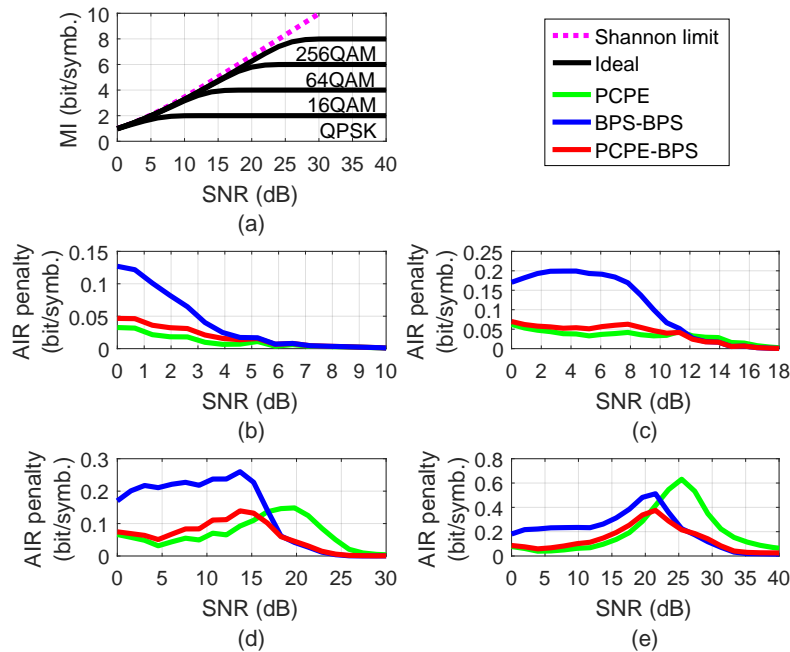 MI (bit/symb.)
10
8
6
4
2
0
256QAM
64QAM
16QAM
QPSK
0 5 10 15 20 25 30 35 40
SNR (dB)
(a)
Shannon limit
Ideal
PCPE
BPS-BPS
PCPE-BPS
AIR penalty
(bit/symb.)
0.15
0.1
0.05
0
0 1 2 3 4 5 6 7 8 9 10
SNR (dB)
(b)
AIR penalty
(bit/symb.)
0.25
0.2
0.15
0.1
0.05
0
0 2 4 6 8 10 12 14 16 18
SNR (dB)
(c)
AIR penalty
(bit/symb.)
0.3
0.2
0.1
0
0 5 10 15 20 25 30
SNR (dB)
(d)
AIR penalty
(bit/symb.)
0.8
0.6
0.4
0.2
0
0 5 10 15 20 25 30 35 40
SNR (dB)
(e)